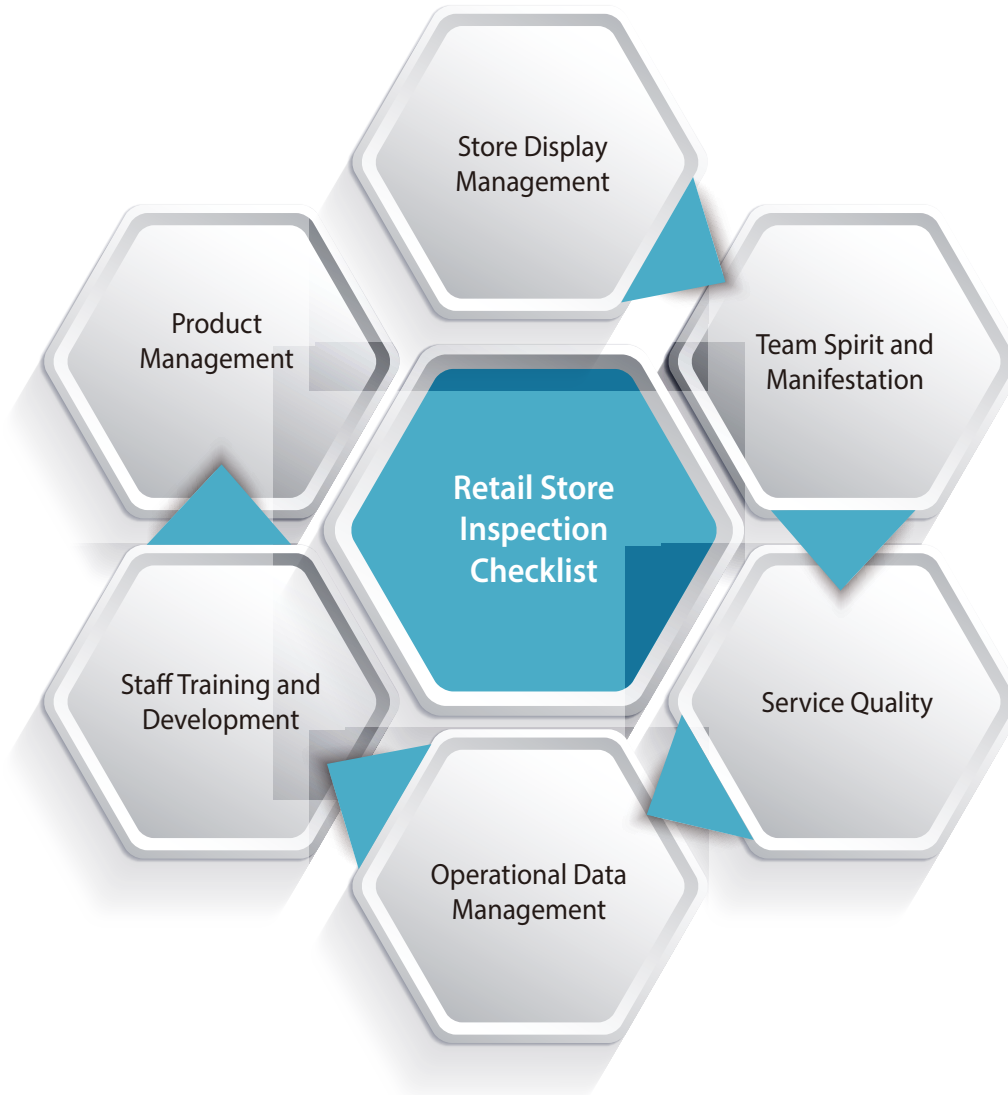 Store Display
Management
Product
Management
Team Spirit and
Manifestation
Retail Store
Inspection
Checklist
Staff Training and
Development
Service Quality
Operational Data
Management